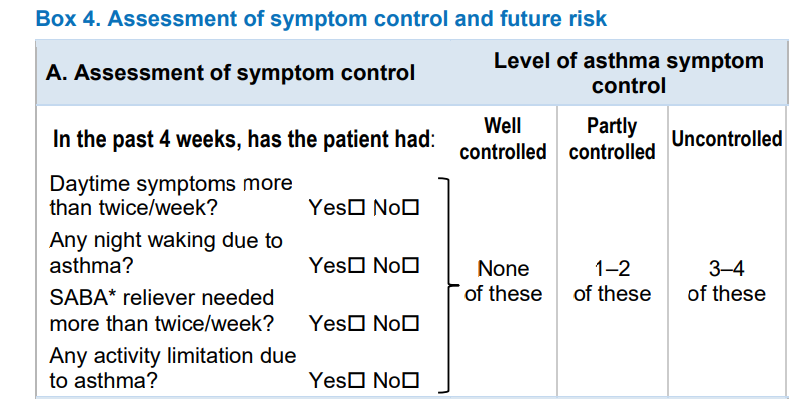 Box 4. Assessment of symptom control and future risk
A. Assessment of symptom control
Level of asthma symptom
control
In the past 4 weeks, has the patient had:
Well
controlled
Partly
controlled
Uncontrolled
Daytime symptoms more
than twice/week? Yes☐ No☐
Any night waking due to
asthma? Yes☐ No☐
SABA* reliever needed
more than twice/week? Yes☐ No☐
Any activity limitation due
to asthma? Yes☐ No☐
None
of these
1–2
of these
3–4
of these